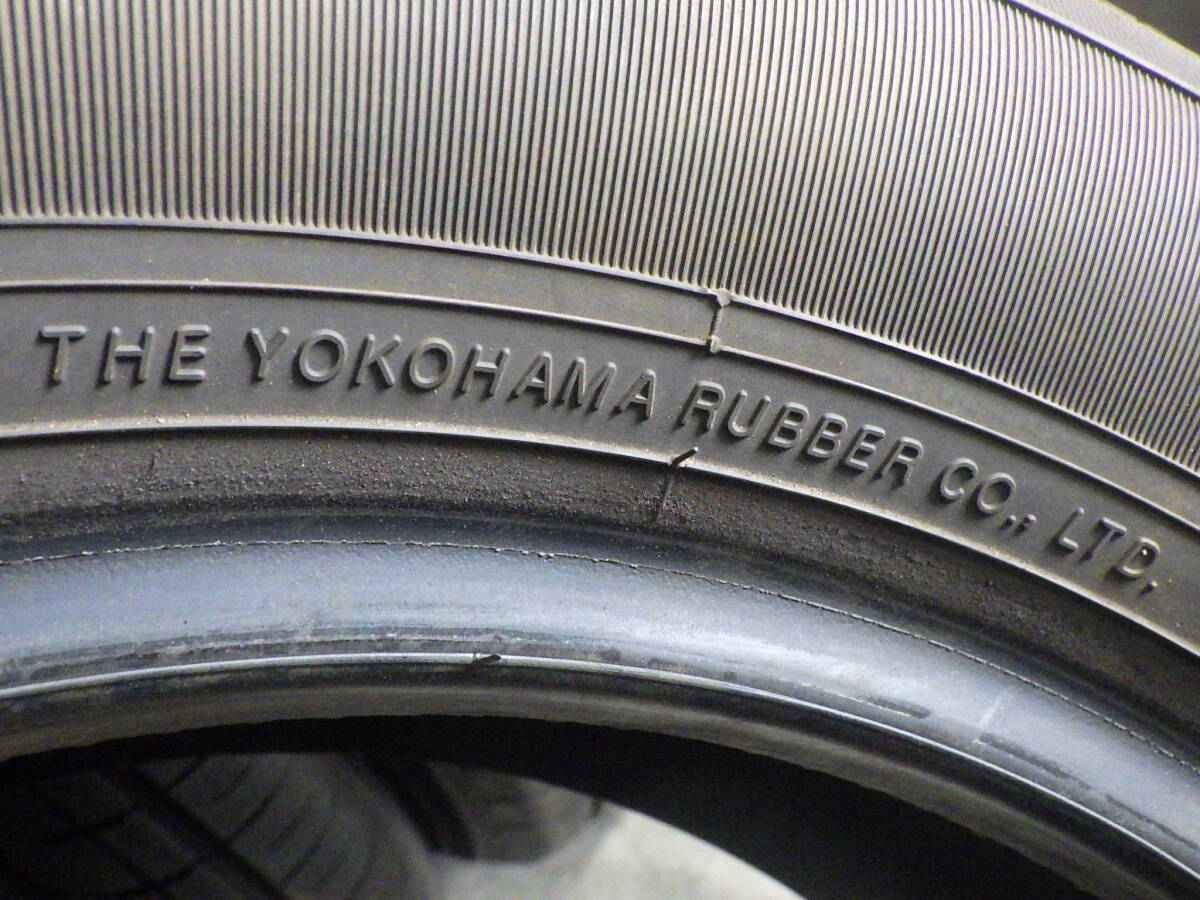 THE YOKOHAMA RUBBER CO., LTD.